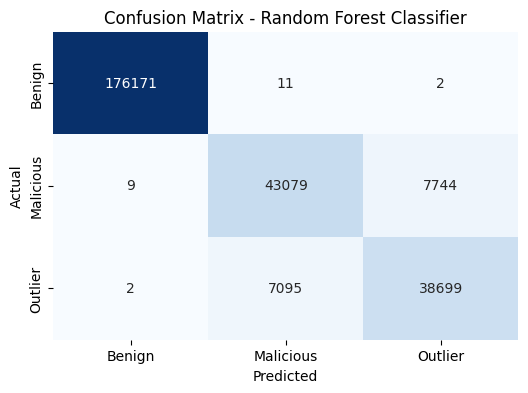 Confusion Matrix - Random Forest Classifier
Actual
Benign
176171 11 2
Malicious
9 43079 7744
Outlier
2 7095 38699
Benign Malicious Outlier
Predicted